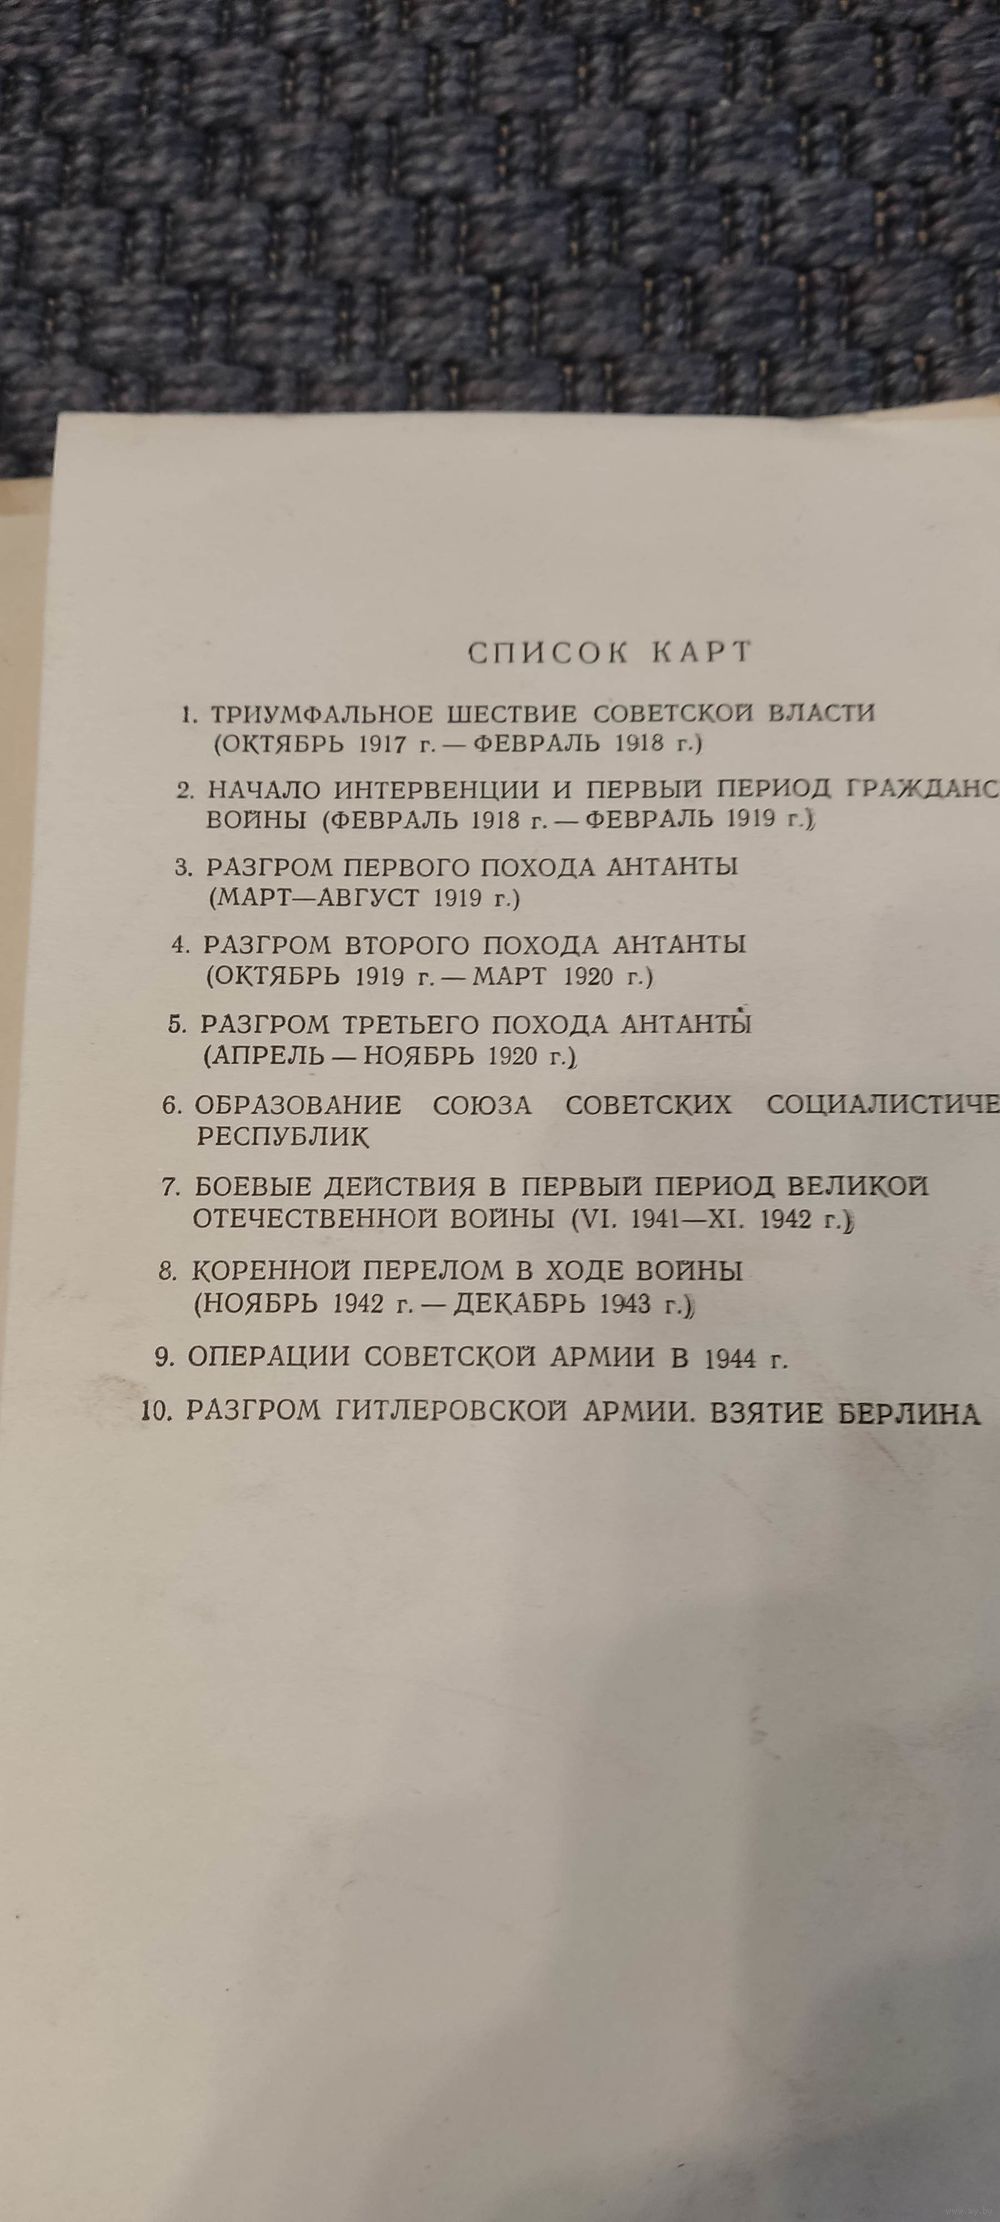 СПИСОК КАРТ
1. ТРИУМФАЛЬНОЕ ШЕСТВИЕ СОВЕТСКОЙ ВЛАСТИ
(ОКТЯБРЬ 1917 г. — ФЕВРАЛЬ 1918 г.)
2. НАЧАЛО ИНТЕРВЕНЦИИ И ПЕРВЫЙ ПЕРИОД ГРАЖДАНС
ВОЙНЫ (ФЕВРАЛЬ 1918 г. — ФЕВРАЛЬ 1919 г.)
3. РАЗГРОМ ПЕРВОГО ПОХОДА АНТАНТЫ
(МАРТ—АВГУСТ 1919 г.)
4. РАЗГРОМ ВТОРОГО ПОХОДА АНТАНТЫ
(ОКТЯБРЬ 1919 г. — МАРТ 1920 г.)
5. РАЗГРОМ ТРЕТЬЕГО ПОХОДА АНТАНТЫ
(АПРЕЛЬ — НОЯБРЬ 1920 г.)
6. ОБРАЗОВАНИЕ СОЮЗА СОВЕТСКИХ СОЦИАЛИСТИЧЕ
РЕСПУБЛИК
7. БОЕВЫЕ ДЕЙСТВИЯ В ПЕРВЫЙ ПЕРИОД ВЕЛИКОЙ
ОТЕЧЕСТВЕННОЙ ВОЙНЫ (VI. 1941—XI. 1942 г.)
8. КОРЕННОЙ ПЕРЕЛОМ В ХОДЕ ВОЙНЫ
(НОЯБРЬ 1942 г. — ДЕКАБРЬ 1943 г.)
9. ОПЕРАЦИИ СОВЕТСКОЙ АРМИИ В 1944 г.
10. РАЗГРОМ ГИТЛЕРОВСКОЙ АРМИИ. ВЗЯТИЕ БЕРЛИНА